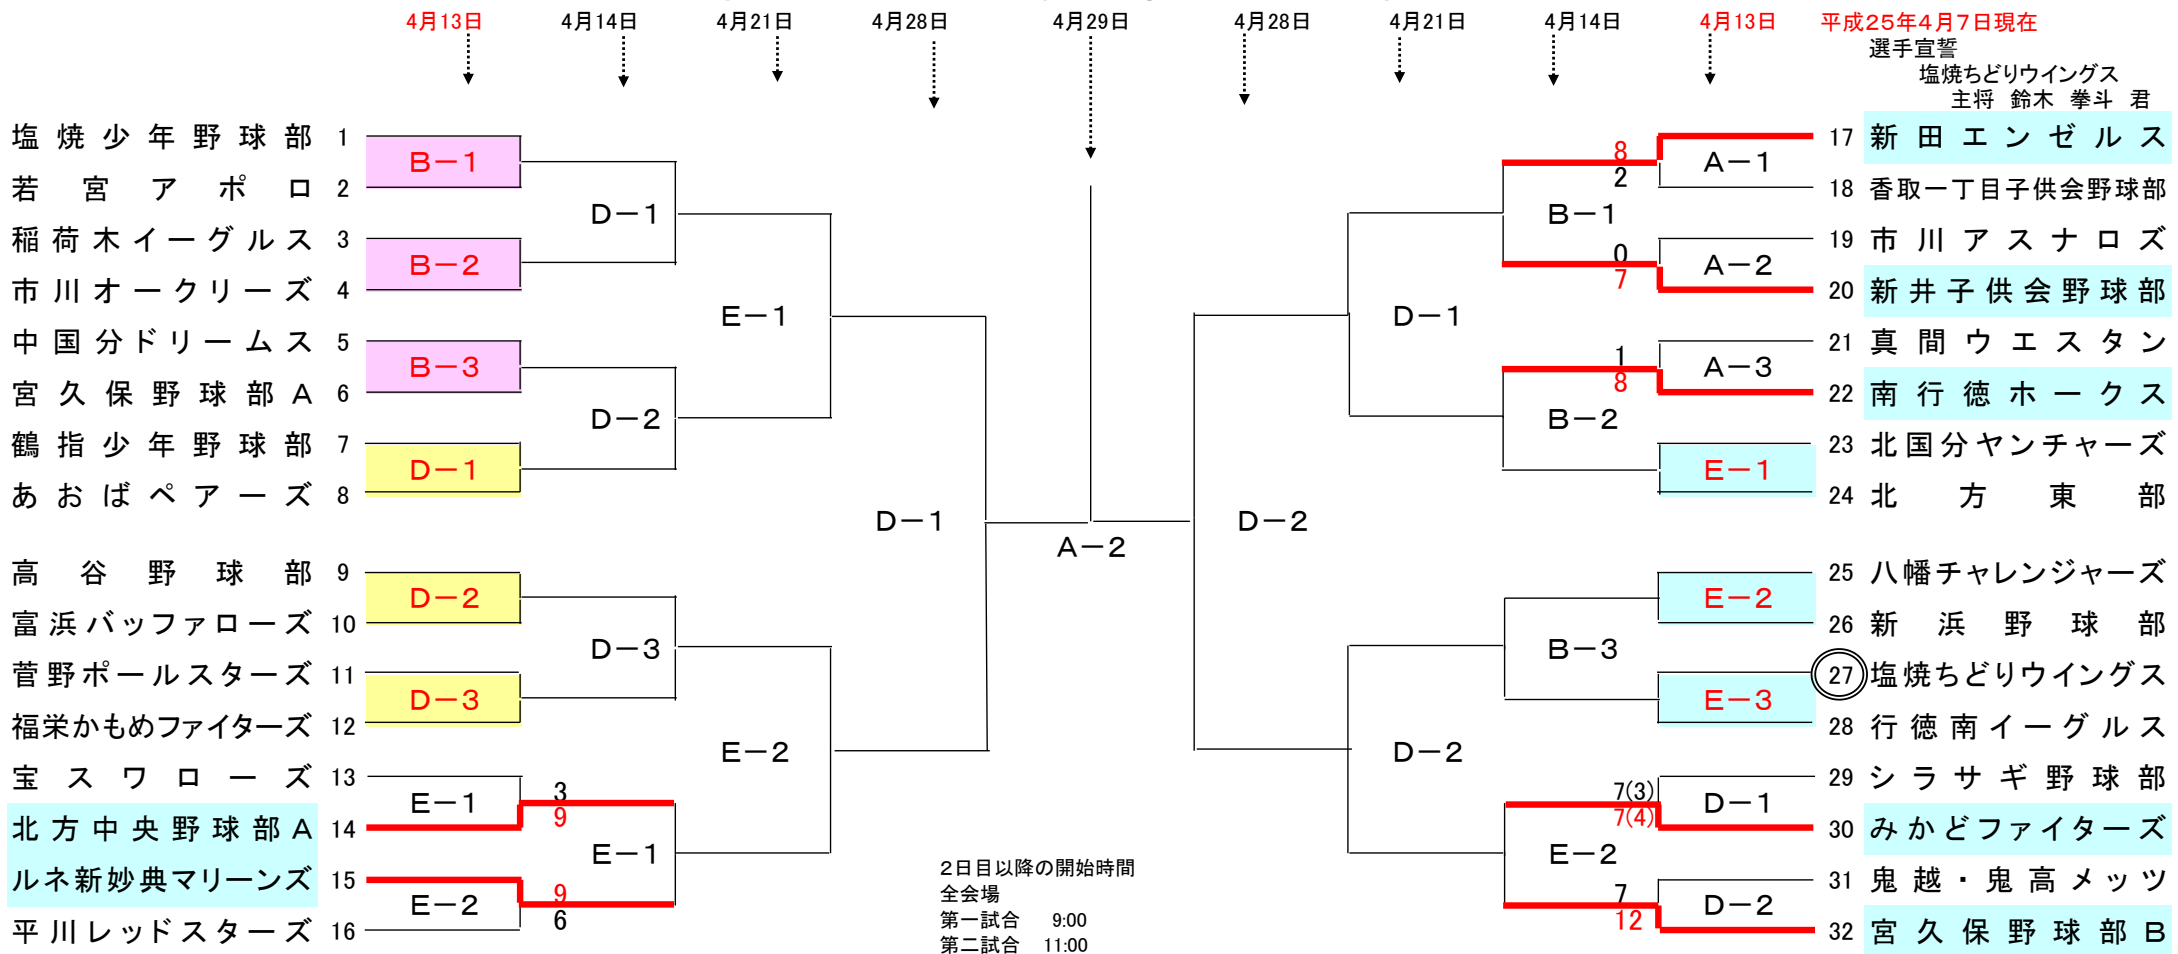 4月13日 4月14日 4月21日 4月28日 4月29日 4月28日 4月21日 4月14日 4月13日 平成25年4月7日現在
選手宣誓
塩焼ちどりウイングス
主将 鈴木 拳斗 君
塩焼少年野球部 1
B－1
若宮アポロ 2
D－1
稲荷木イーグルス 3
B－2
市川オークリーズ 4
E－1
中国分ドリームス 5
B－3
宮久保野球部A 6
D－2
鶴指少年野球部 7
D－1
あおばペアーズ 8
D－1
高谷野球部 9
D－2
富浜バッファローズ 10
D－3
菅野ポールスターズ 11
D－3
福栄かもめファイターズ 12
E－2
宝スワローズ 13
E－1 3
9
北方中央野球部A 14
E－1
ルネ新妙典マリーンズ 15
E－2 9
6
平川レッドスターズ 16
A－2
2日目以降の開始時間
全会場
第一試合 9:00
第二試合 11:00
17 新田エンゼルス
8
2 A－1
18 香取一丁目子供会野球部
B－1
19 市川アスナロズ
0
7 A－2
20 新井子供会野球部
D－1
21 真間ウエスタン
1
8 A－3
22 南行徳ホークス
B－2
23 北国分ヤンチャーズ
E－1
24 北方東部
D－2
25 八幡チャレンジャーズ
E－2
26 新浜野球部
B－3
27 塩焼ちどりウイングス
E－3
28 行徳南イーグルス
D－2
29 シラサギ野球部
7(3)
7(4) D－1
30 みかどファイターズ
E－2
31 鬼越・鬼高メッツ
7
12 D－2
32 宮久保野球部B